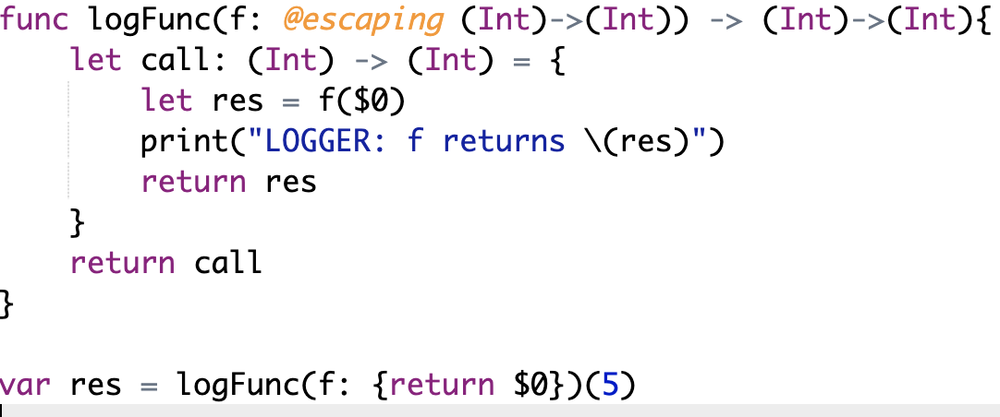 func logFunc(f: @escaping (Int)->(Int)) -> (Int)->(Int){
    let call: (Int) -> (Int) = {
        let res = f($0)
        print("LOGGER: f returns \(res)")
        return res
    }
    return call
}

var res = logFunc(f: {return $0})(5)